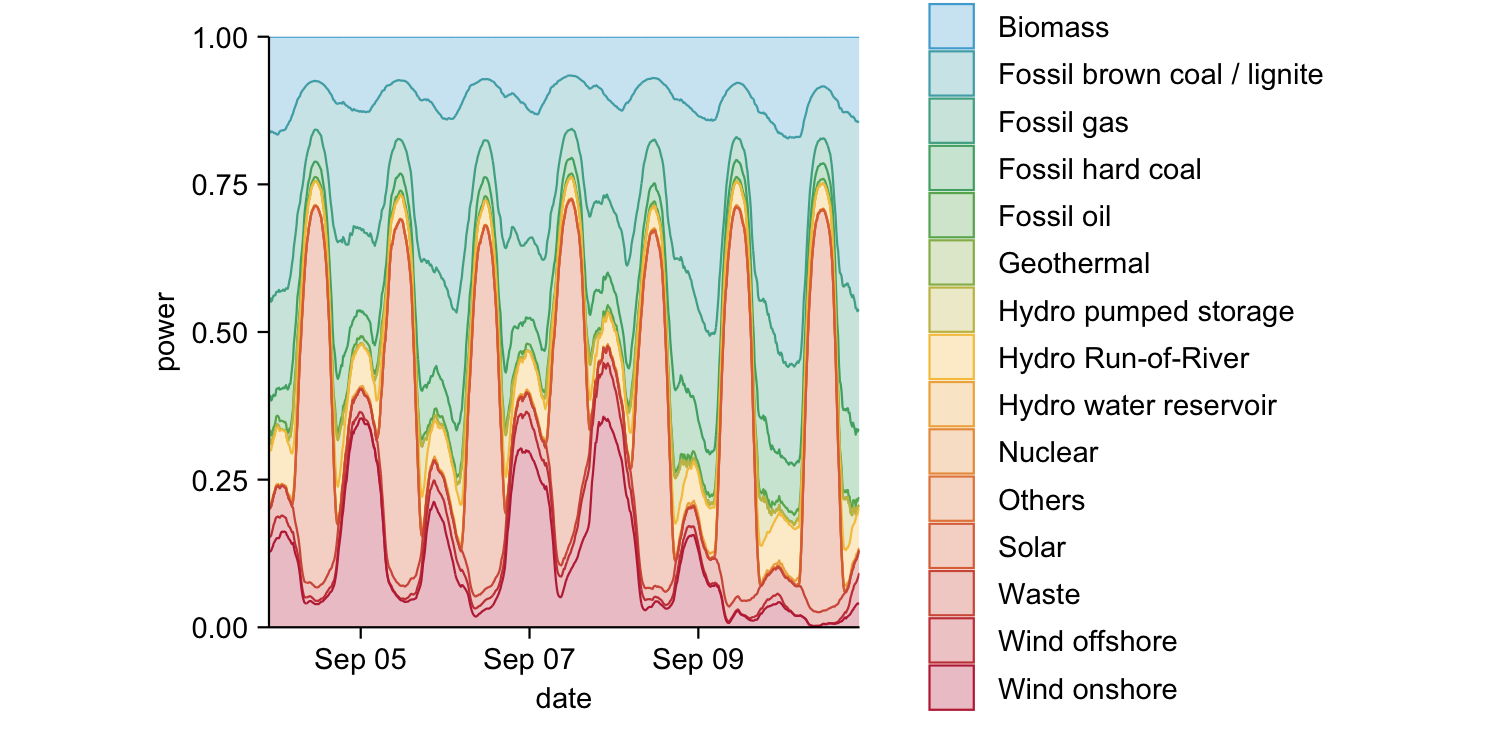 1.00
0.75
0.50
0.25
0.00
power
Sep 05
Sep 07
Sep 09
date
Biomass
Fossil brown coal / lignite
Fossil gas
Fossil hard coal
Fossil oil
Geothermal
Hydro pumped storage
Hydro Run-of-River
Hydro water reservoir
Nuclear
Others
Solar
Waste
Wind offshore
Wind onshore